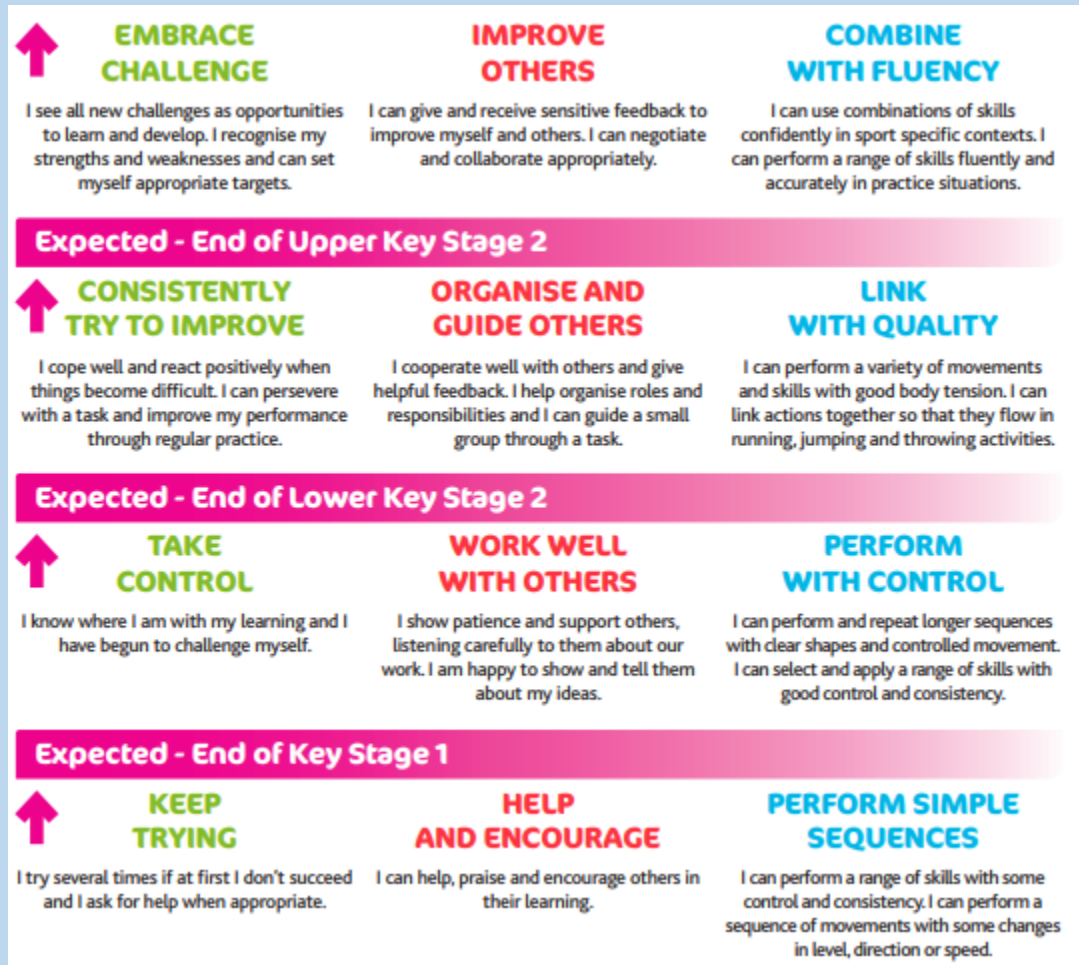 EMBRACE
CHALLENGE
I see all new challenges as opportunities
to learn and develop. I recognise my
strengths and weaknesses and can set
myself appropriate targets.
IMPROVE
OTHERS
I can give and receive sensitive feedback to
improve myself and others. I can negotiate
and collaborate appropriately.
COMBINE
WITH FLUENCY
I can use combinations of skills
confidently in sport specific contexts. I
can perform a range of skills fluently and
accurately in practice situations.
Expected - End of Upper Key Stage 2
CONSISTENTLY
TRY TO IMPROVE
I cope well and react positively when
things become difficult. I can persevere
with a task and improve my performance
through regular practice.
ORGANISE AND
GUIDE OTHERS
I cooperate well with others and give
helpful feedback. I help organise roles and
responsibilities and I can guide a small
group through a task.
LINK
WITH QUALITY
I can perform a variety of movements
and skills with good body tension. I can
link actions together so that they flow in
running, jumping and throwing activities.
Expected - End of Lower Key Stage 2
TAKE
CONTROL
I know where I am with my learning and I
have begun to challenge myself.
WORK WELL
WITH OTHERS
I show patience and support others,
listening carefully to them about our
work. I am happy to show and tell them
about my ideas.
PERFORM
WITH CONTROL
I can perform and repeat longer sequences
with clear shapes and controlled movement.
I can select and apply a range of skills with
good control and consistency.
Expected - End of Key Stage 1
KEEP
TRYING
I try several times if at first I don't succeed
and I ask for help when appropriate.
HELP
AND ENCOURAGE
I can help, praise and encourage others in
their learning.
PERFORM SIMPLE
SEQUENCES
I can perform a range of skills with some
control and consistency. I can perform a
sequence of movements with some changes
in level, direction or speed.